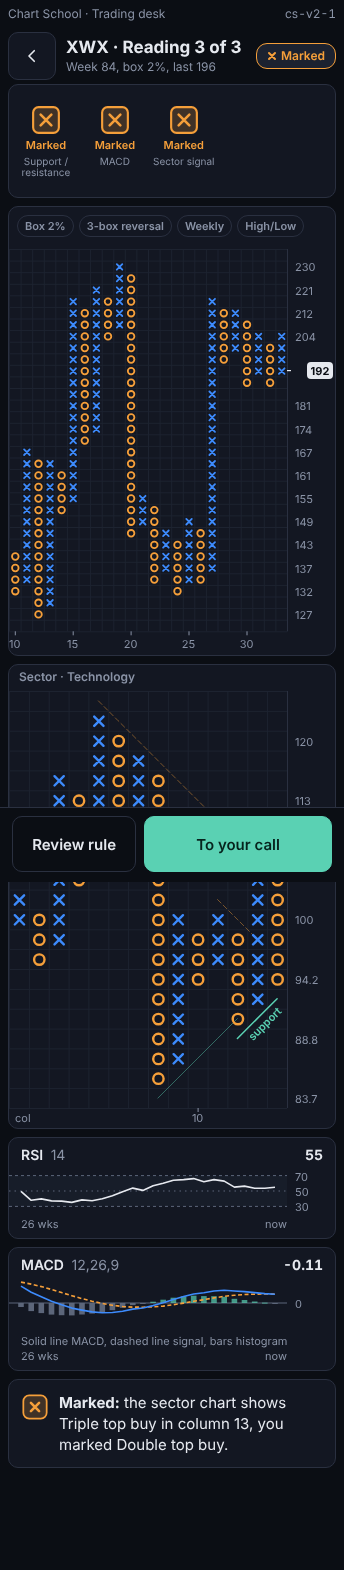 Chart School · Trading desk
cs-v2-1
XWX · Reading 3 of 3
Week 84, box 2%, last 196
Marked
Marked
Support /
resistance
Marked
MACD
Marked
Sector signal
Box 2%
3-box reversal
Weekly
High/Low
230
221
212
204
192
181
174
167
161
155
149
143
137
132
127
10
15
20
25
30
Sector · Technology
120
113
Review rule
To your call
100
94.2
88.8
83.7
support
col
10
RSI 14
55
70
50
30
26 wks
now
MACD 12,26,9
-0.11
0
Solid line MACD, dashed line signal, bars histogram
26 wks
now
Marked: the sector chart shows
Triple top buy in column 13, you
marked Double top buy.